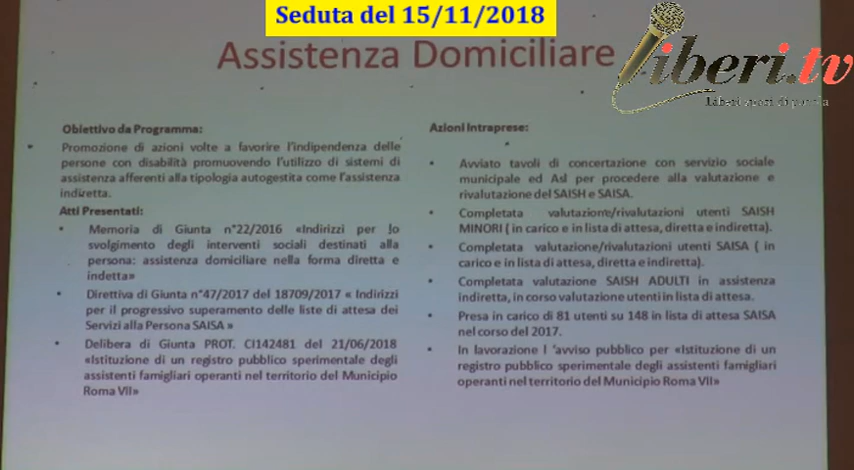 Seduta del 15/11/2018
Assistenza Domiciliare
liberi.tv
Liberi spazi di parola
Obiettivo da Programma:
Promozione di azioni volte a favorire l'indipendenza delle
persone con disabilità promuovendo l'utilizzo di sistemi di
assistenza afferenti alla tipologia autogestita come l'assistenza
indiretta.
Atti Presentati:
• Memoria di Giunta n°22/2016 «Indirizzi per lo
svolgimento degli interventi sociali destinati alla
persona: assistenza domiciliare nella forma diretta e
indetta»
• Direttiva di Giunta n°47/2017 del 18709/2017 « Indirizzi
per il progressivo superamento delle liste di attesa dei
Servizi alla Persona SAISA »
• Delibera di Giunta PROT. CI142481 del 21/06/2018
«Istituzione di un registro pubblico sperimentale degli
assistenti famigliari operanti nel territorio del Municipio
Roma VII»
Azioni Intraprese:
• Avviato tavoli di concertazione con servizio sociale
municipale ed Asl per procedere alla valutazione e
rivalutazione del SAISH e SAISA.
• Completata valutazione/rivalutazioni utenti SAISH
MINORI ( in carico e in lista di attesa, diretta e indiretta).
• Completata valutazione/rivalutazioni utenti SAISA ( in
carico e in lista di attesa, diretta e indiretta).
• Completata valutazione SAISH ADULTI in assistenza
indiretta, in corso valutazione utenti in lista di attesa.
• Presa in carico di 81 utenti su 148 in lista di attesa SAISA
nel corso del 2017.
• In lavorazione l 'avviso pubblico per «Istituzione di un
registro pubblico sperimentale degli assistenti famigliari
operanti nel territorio del Municipio Roma VII»